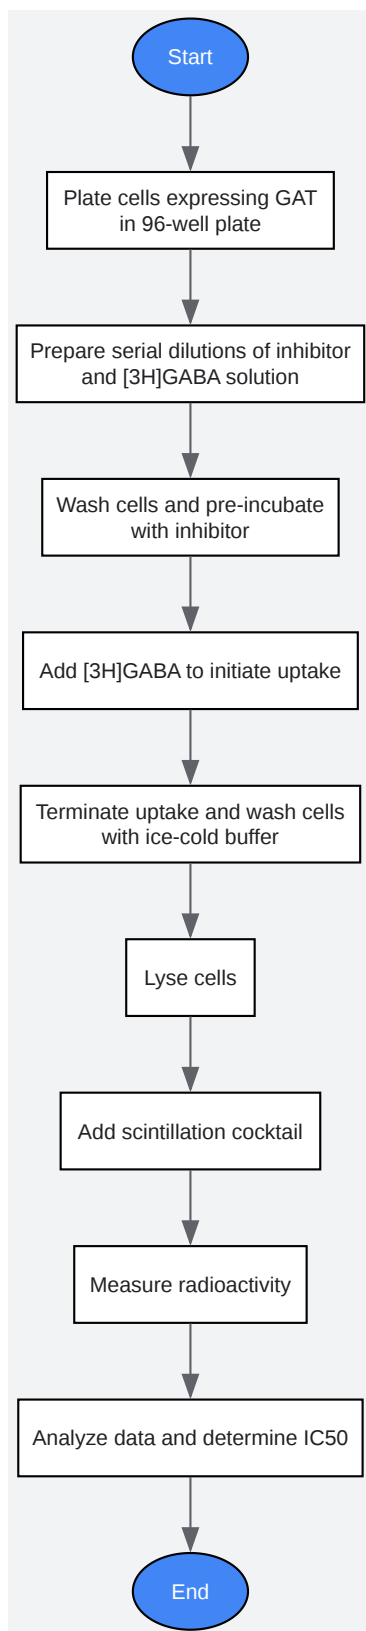 Start
Plate cells expressing GAT
in 96-well plate
Prepare serial dilutions of inhibitor
and [3H]GABA solution
Wash cells and pre-incubate
with inhibitor
Add [3H]GABA to initiate uptake
Terminate uptake and wash cells
with ice-cold buffer
Lyse cells
Add scintillation cocktail
Measure radioactivity
Analyze data and determine IC50
End